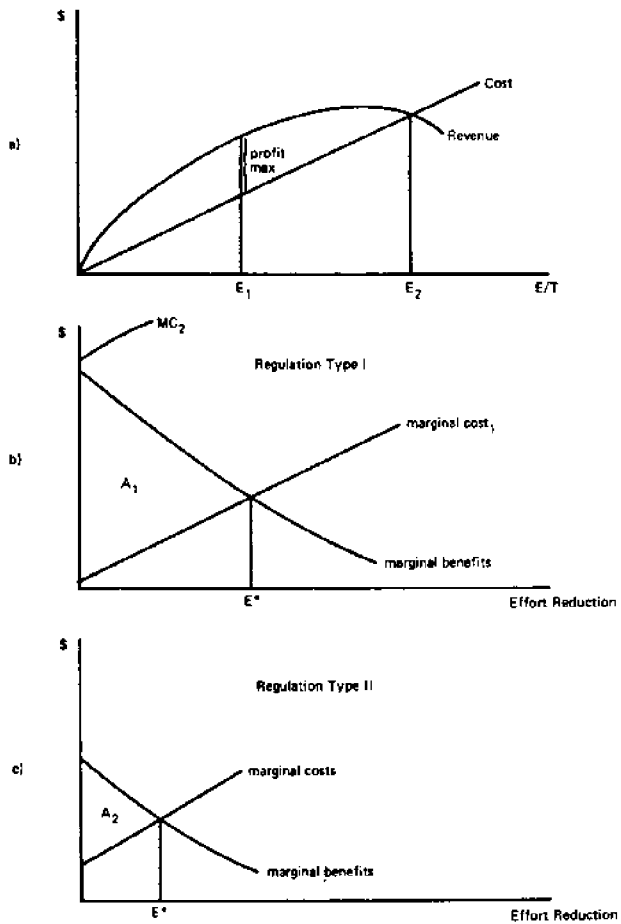 $
a)
Cost
Revenue
profit
max
E₁
E₂
E/T
$
MC₂
Regulation Type I
b)
marginal cost₁
A₁
marginal benefits
E*
Effort Reduction
$
Regulation Type II
c)
marginal costs
A₂
marginal benefits
E*
Effort Reduction